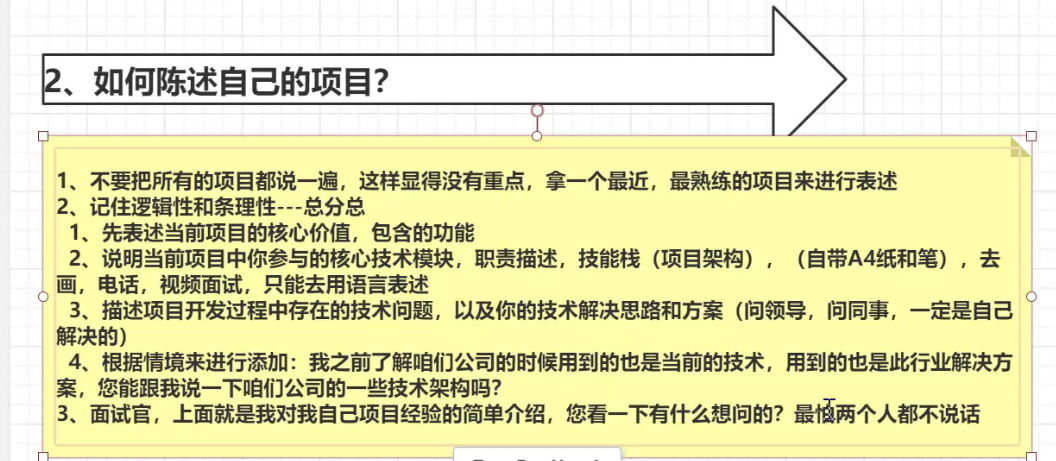 2、如何陈述自己的项目？
1、不要把所有的项目都说一遍，这样显得没有重点，拿一个最近，最熟练的项目来进行表述
2、记住逻辑性和条理性---总分总
1、先表述当前项目的核心价值，包含的功能
2、说明当前项目中你参与的核心技术模块，职责描述，技能栈（项目架构），（自带A4纸和笔），去
画，电话，视频面试，只能去用语言表述
3、描述项目开发过程中存在的技术问题，以及你的技术解决思路和方案（问领导，问同事，一定是自己
解决的）
4、根据情境来进行添加：我之前了解咱们公司的时候用到的也是当前的技术，用到的也是此行业解决方
案，您能跟我说一下咱们公司的一些技术架构吗？
3、面试官，上面就是我对我自己项目经验的简单介绍，您看一下有什么想问的？最怕两个人都不说话